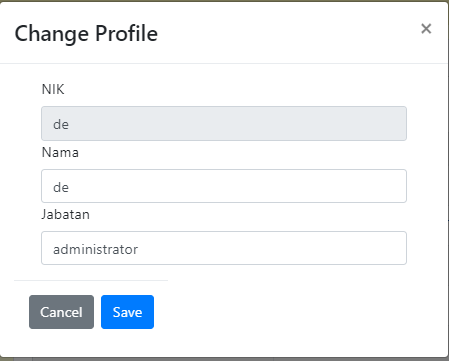 Change Profile ×
NIK
de
Nama
de
Jabatan
administrator
Cancel Save